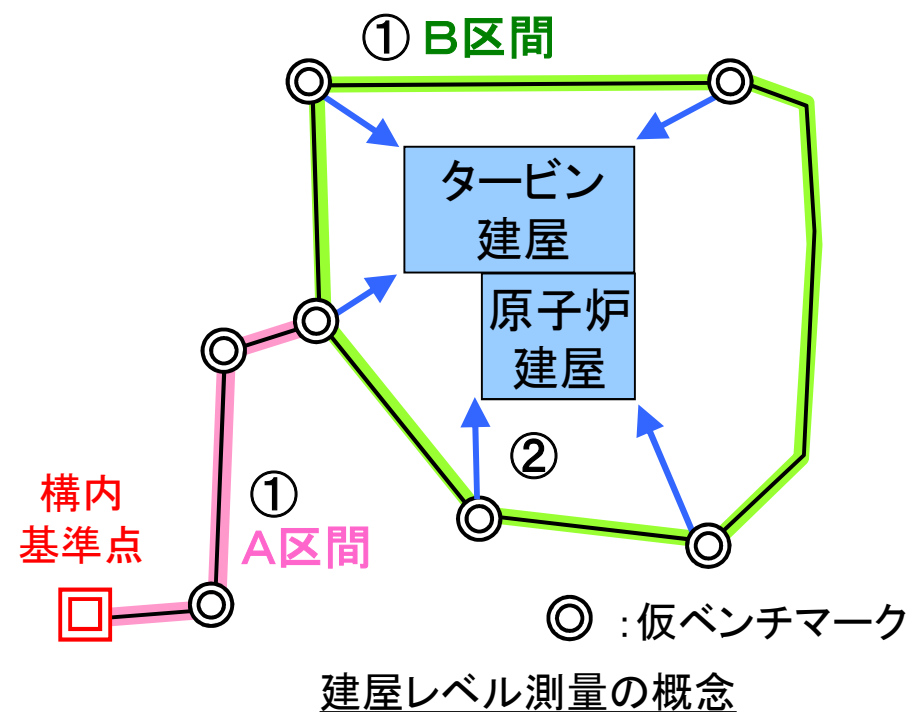 ① B区間
タービン
建屋
原子炉
建屋
②
①
A区間
構内
基準点
◎ :仮ベンチマーク
建屋レベル測量の概念